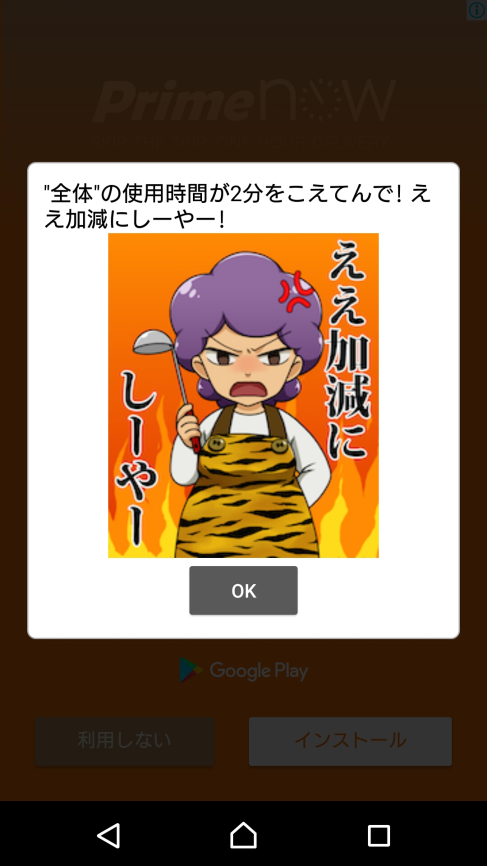 Prime now
"全体"の使用時間が2分をこえてんで！え
え加減にしーやー！
ええ加減に
しーやー
OK
Google Play
利用しない
インストール